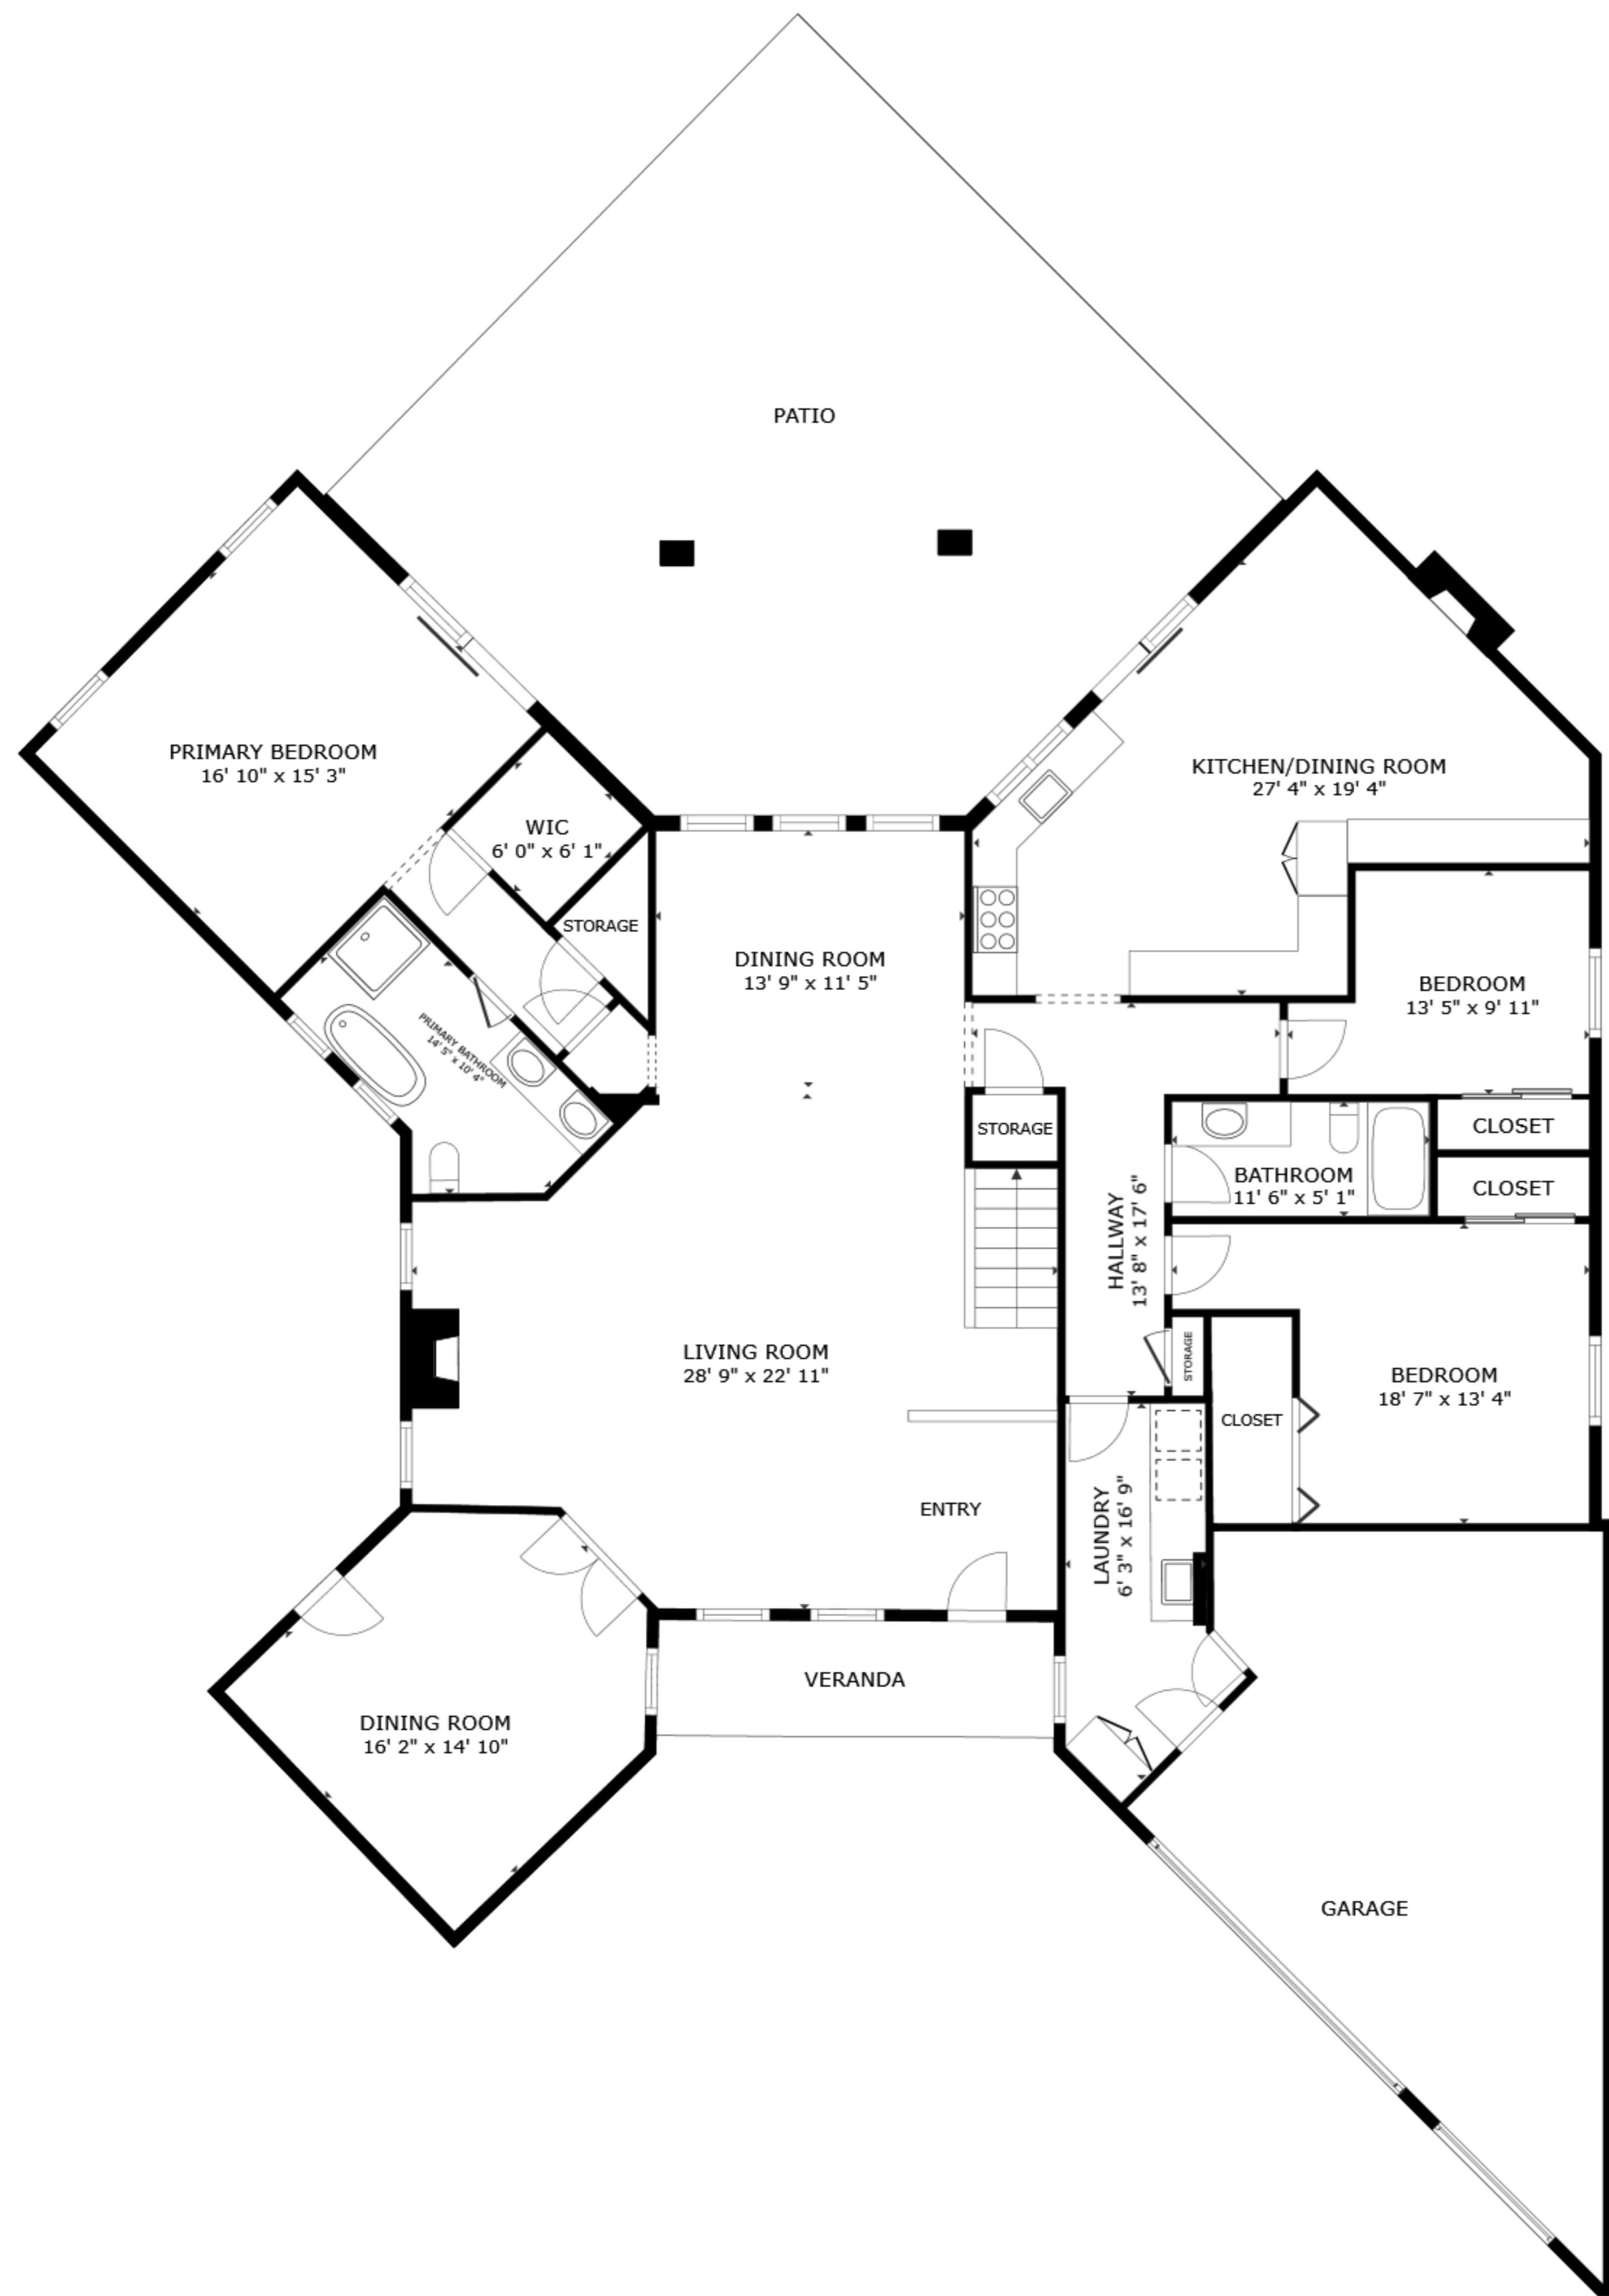 PATIO
PRIMARY BEDROOM
16' 10" x 15' 3"
KITCHEN/DINING ROOM
27' 4" x 19' 4"
WIC
6' 0" x 6' 1"
STORAGE
DINING ROOM
13' 9" x 11' 5"
BEDROOM
13' 5" x 9' 11"
PRIMARY BATHROOM
14' 5" x 10' 4"
STORAGE
CLOSET
BATHROOM
11' 6" x 5' 1"
CLOSET
HALLWAY
13' 8" x 17' 6"
LIVING ROOM
28' 9" x 22' 11"
STORAGE
BEDROOM
18' 7" x 13' 4"
CLOSET
ENTRY
LAUNDRY
6' 3" x 16' 9"
VERANDA
DINING ROOM
16' 2" x 14' 10"
GARAGE